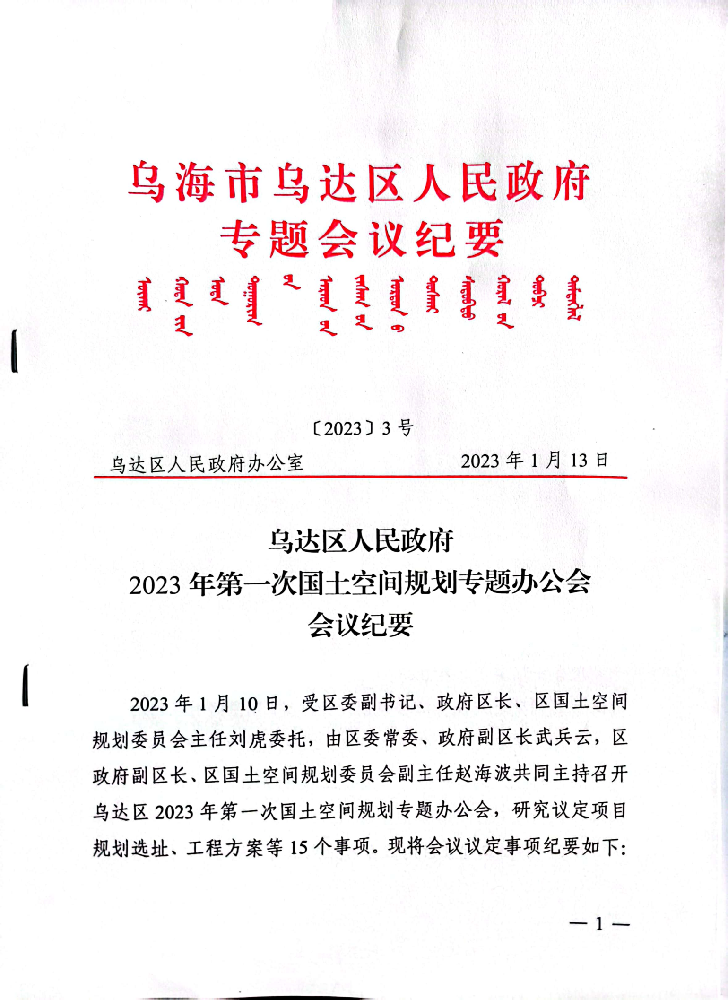 乌海市乌达区人民政府
专题会议纪要
〔2023〕3 号
乌达区人民政府办公室 2023 年 1 月 13 日
乌达区人民政府
2023 年第一次国土空间规划专题办公会
会议纪要
2023 年 1 月 10 日，受区委副书记、政府区长、区国土空间
规划委员会主任刘虎委托，由区委常委、政府副区长武兵云，区
政府副区长、区国土空间规划委员会副主任赵海波共同主持召开
乌达区 2023 年第一次国土空间规划专题办公会，研究议定项目
规划选址、工程方案等 15 个事项。现将会议议定事项纪要如下：
— 1 —